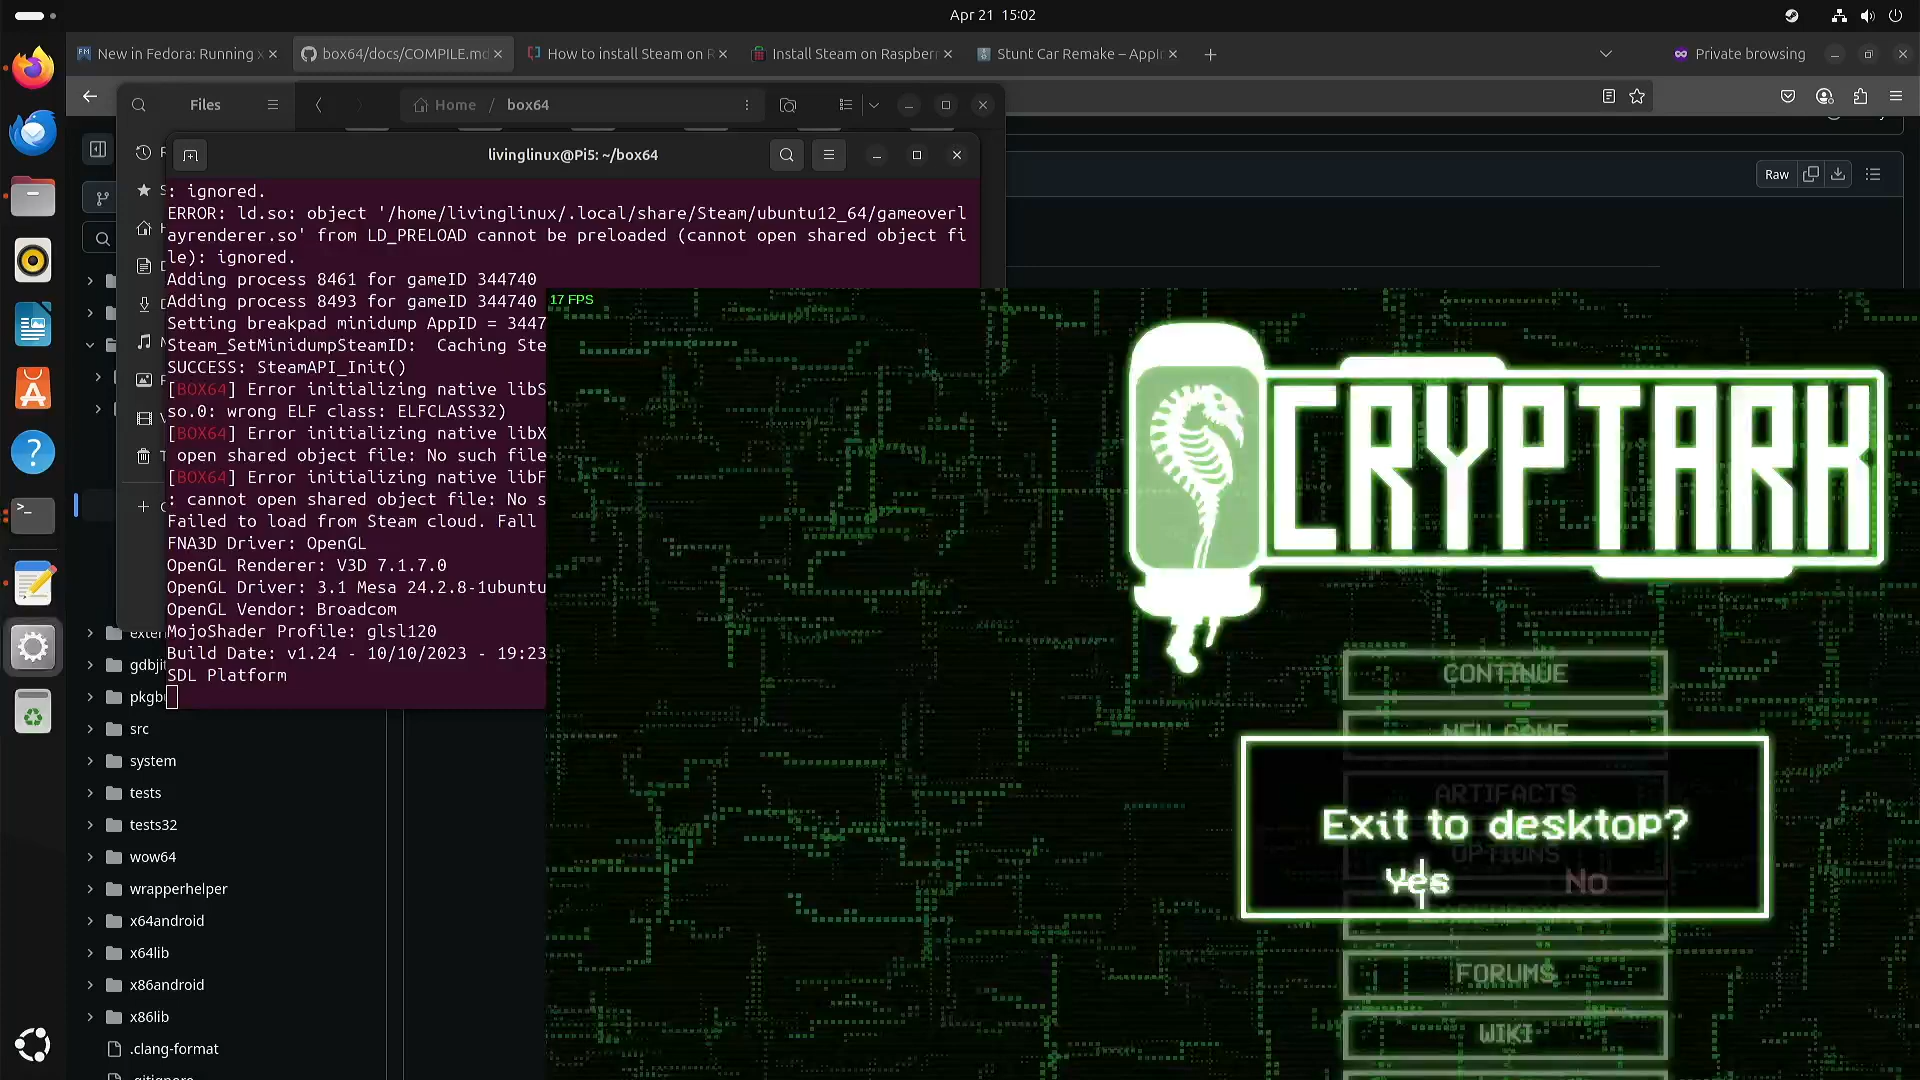 Apr 21 15:02
New in Fedora: Running x
box64/docs/COMPILE.md
How to install Steam on R
Install Steam on Raspberr
Stunt Car Remake – AppI
Private browsing
Files
Home / box64
livinglinux@Pi5: ~/box64
Raw
: ignored.
ERROR: ld.so: object '/home/livinglinux/.local/share/Steam/ubuntu12_64/gameoverl
ayrenderer.so' from LD_PRELOAD cannot be preloaded (cannot open shared object fi
le): ignored.
Adding process 8461 for gameID 344740
Adding process 8493 for gameID 344740
Setting breakpad minidump AppID = 3447
Steam_SetMinidumpSteamID:  Caching Ste
SUCCESS: SteamAPI_Init()
[BOX64] Error initializing native libS
so.0: wrong ELF class: ELFCLASS32)
[BOX64] Error initializing native libX
open shared object file: No such file
[BOX64] Error initializing native libF
: cannot open shared object file: No s
Failed to load from Steam cloud. Fall
FNA3D Driver: OpenGL
OpenGL Renderer: V3D 7.1.7.0
OpenGL Driver: 3.1 Mesa 24.2.8-1ubuntu
OpenGL Vendor: Broadcom
MojoShader Profile: glsl120
Build Date: v1.24 - 10/10/2023 - 19:23
SDL Platform
17 FPS
CRYPTARK
CONTINUE
NEW GAME
ARTIFACTS
Exit to desktop?
OPTIONS
Yes No
FORUMS
WIKI
exter
gdbjit
pkgbu
src
system
tests
tests32
wow64
wrapperhelper
x64android
x64lib
x86android
x86lib
.clang-format
.gitignore